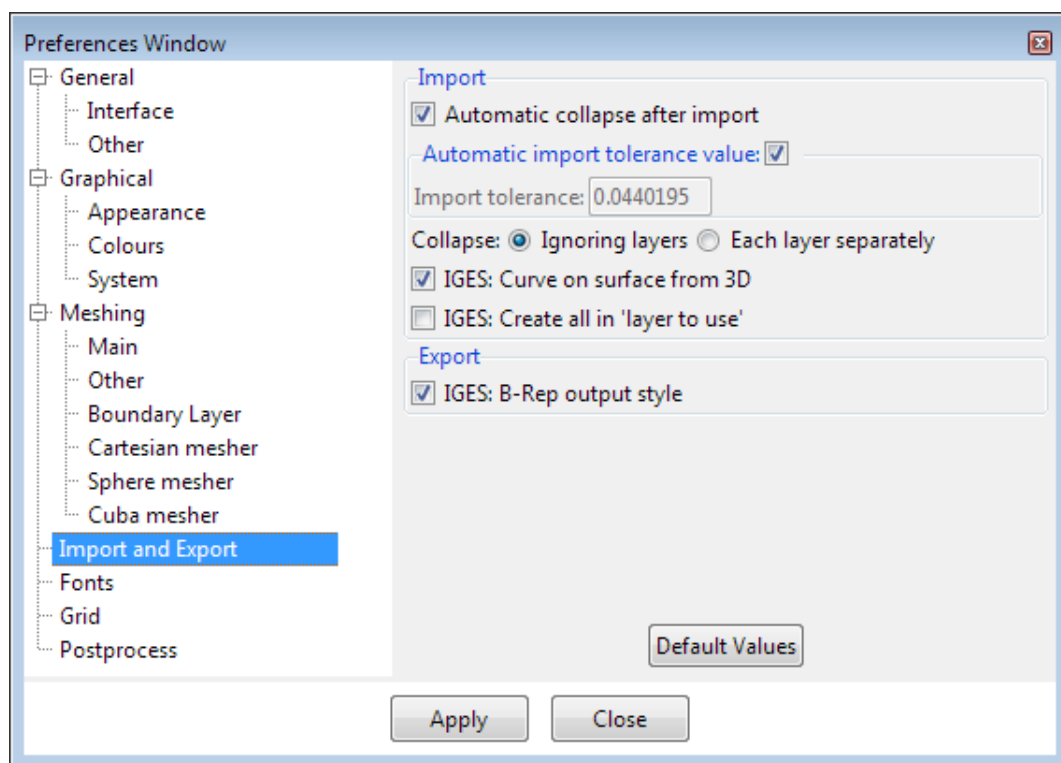 Preferences Window
General
Interface
Other
Graphical
Appearance
Colours
System
Meshing
Main
Other
Boundary Layer
Cartesian mesher
Sphere mesher
Cuba mesher
Import and Export
Fonts
Grid
Postprocess
Import
Automatic collapse after import
Automatic import tolerance value:
Import tolerance: 0.0440195
Collapse: Ignoring layers Each layer separately
IGES: Curve on surface from 3D
IGES: Create all in 'layer to use'
Export
IGES: B-Rep output style
Default Values
Apply Close